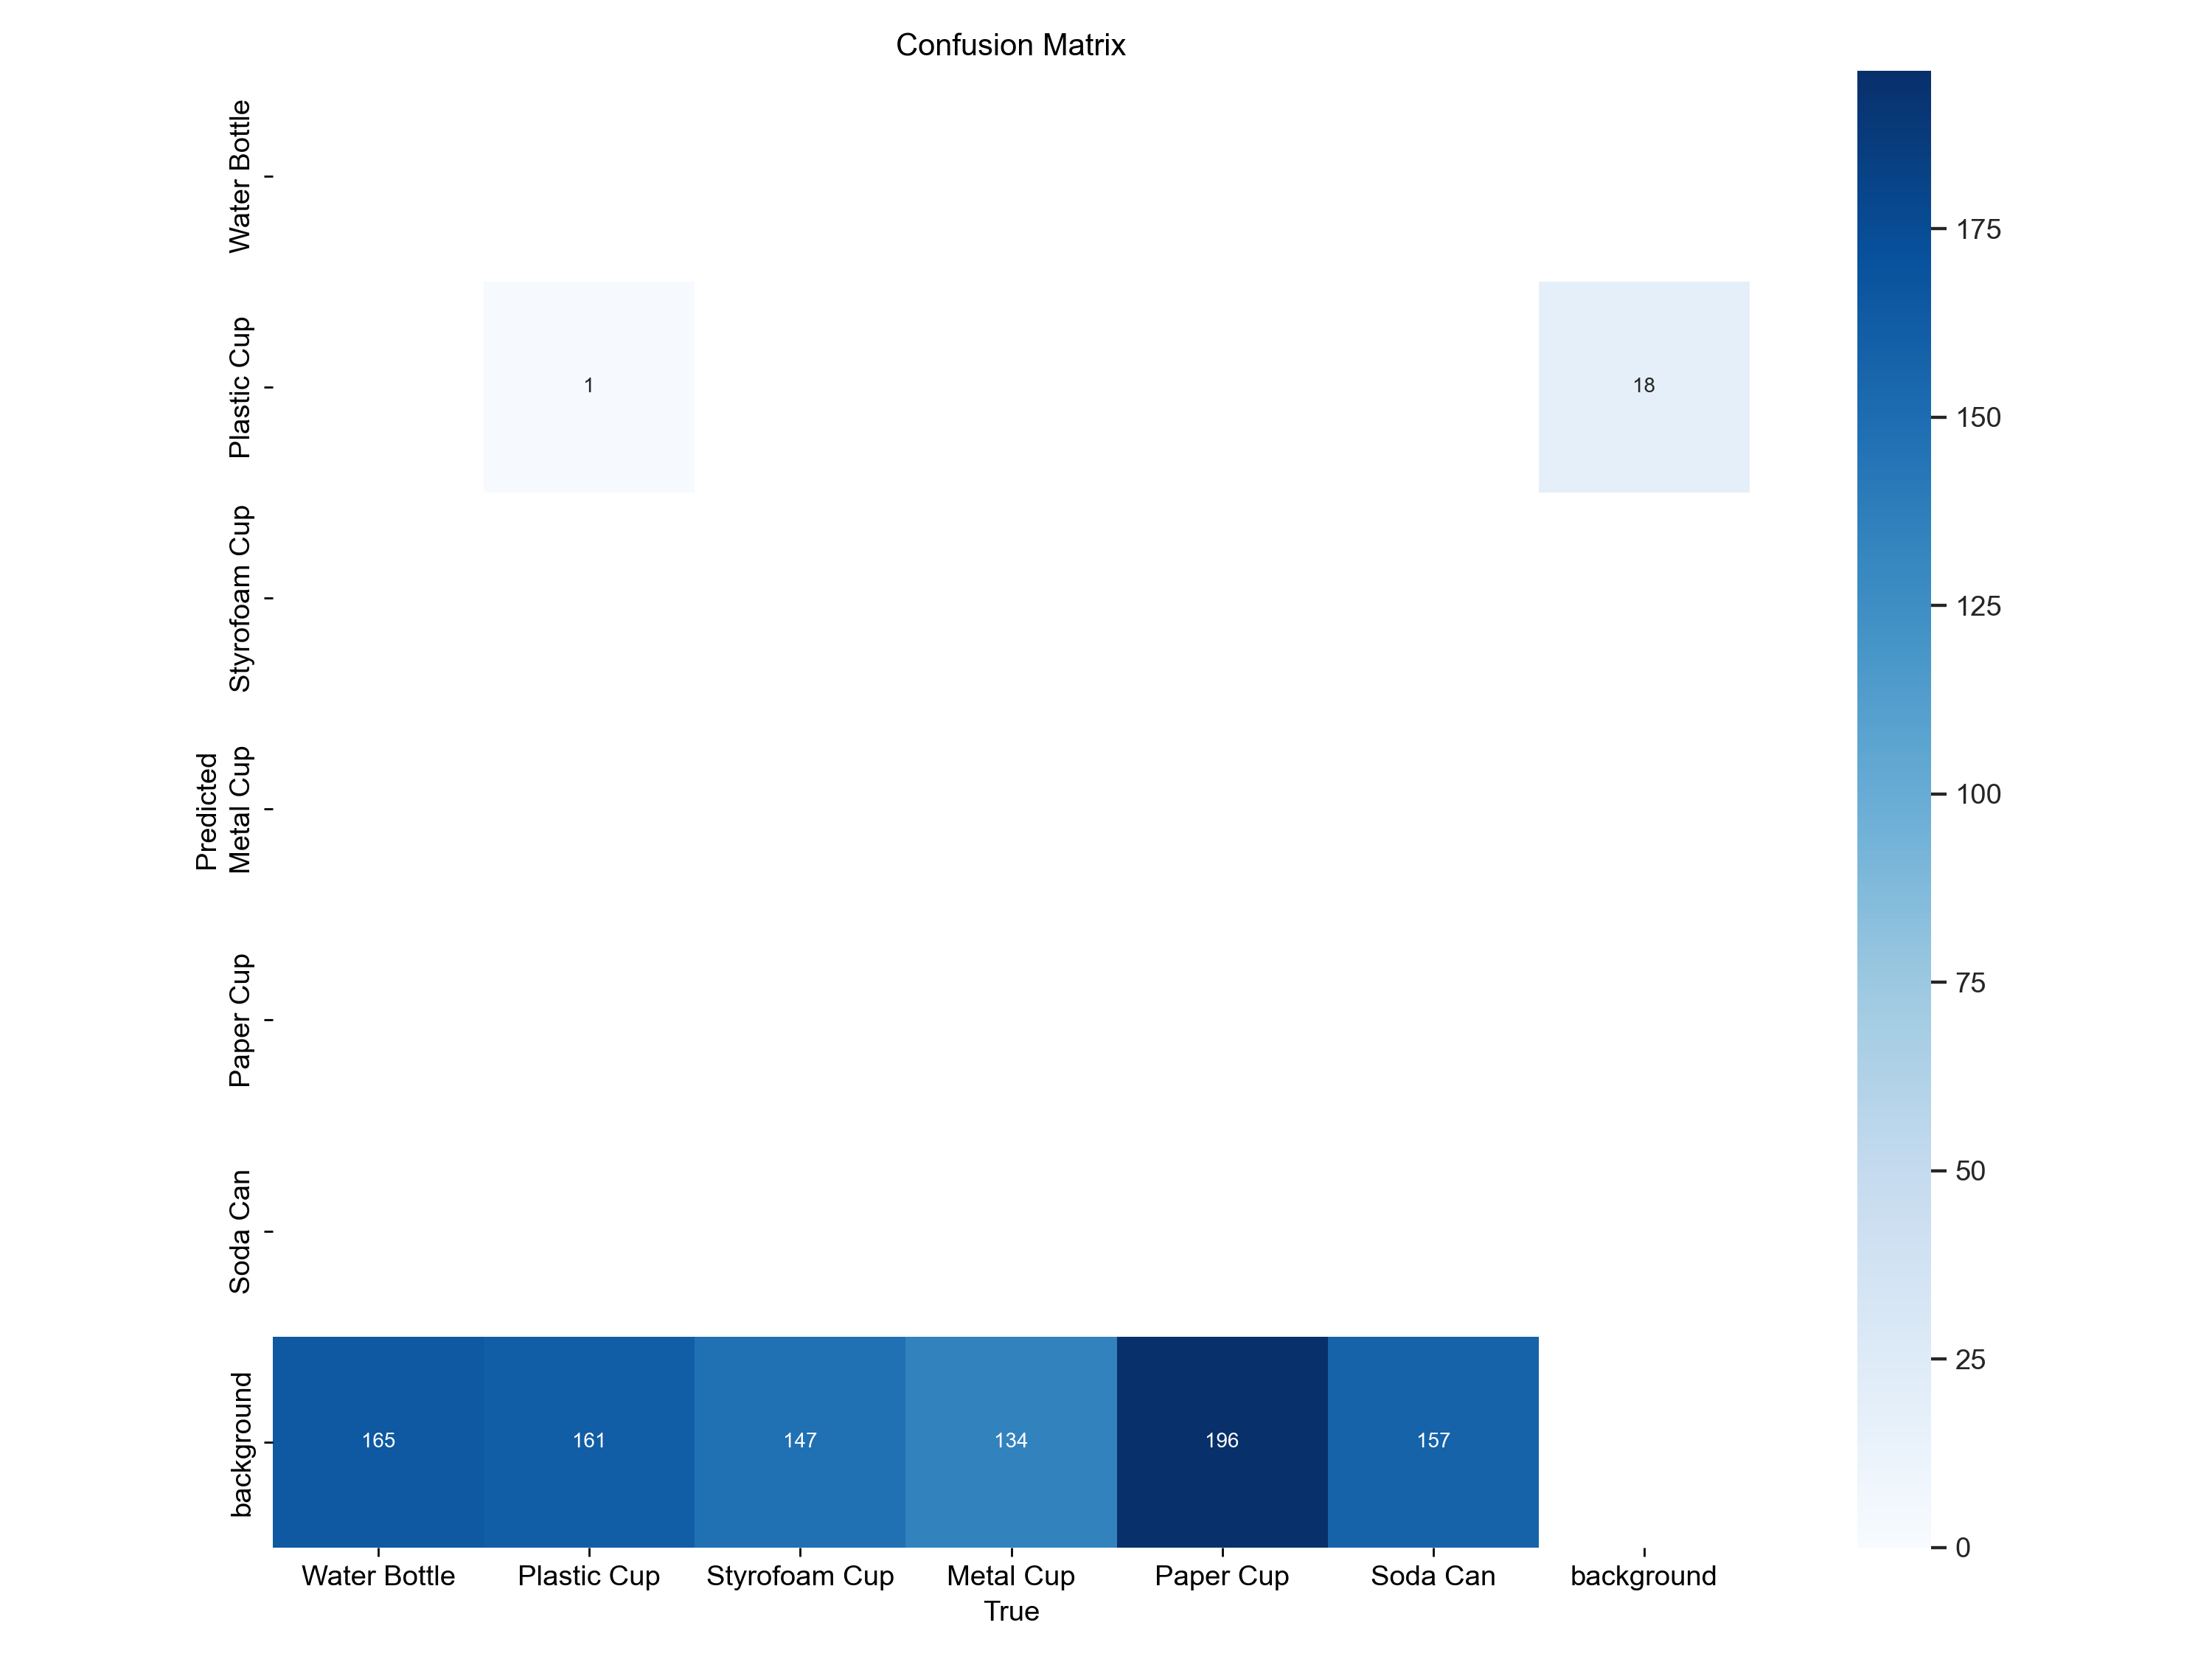 Confusion Matrix
Water Bottle
Plastic Cup
Styrofoam Cup
Metal Cup
Paper Cup
Soda Can
background
Predicted
1
18
165
161
147
134
196
157
Water Bottle
Plastic Cup
Styrofoam Cup
Metal Cup
Paper Cup
Soda Can
background
True
175
150
125
100
75
50
25
0